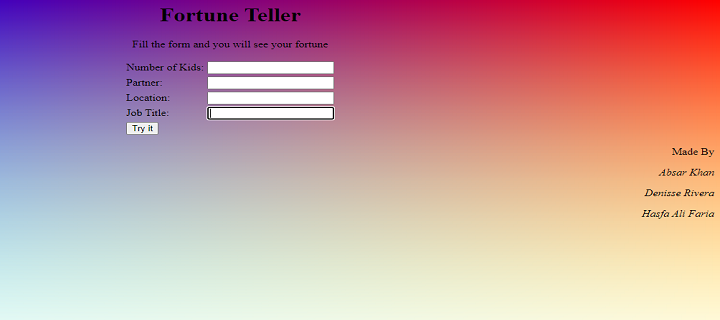 Fortune Teller
Fill the form and you will see your fortune
Number of Kids:
Partner:
Location:
Job Title:
Try it
Made By
Absar Khan
Denisse Rivera
Hasfa Ali Faria